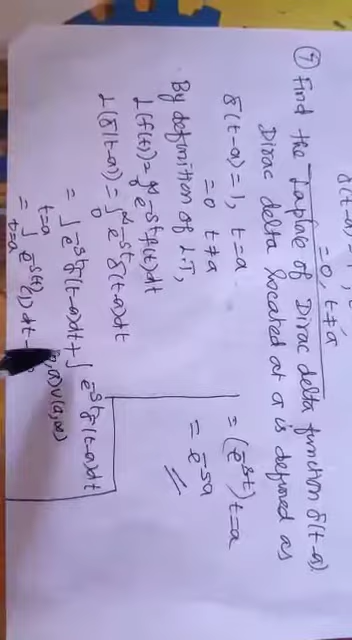 δ(t-a) = 1,
= 0, t≠a
⑦ Find the Laplace of Dirac delta function δ(t-a)
Dirac delta located at a is defined as
δ(t-a) = 1, t=a
= 0 t≠a
By definition of L.T,
L(f(t)) = ∫₀^∞ e^-st f(t)dt
L(δ(t-a)) = ∫₀^∞ e^-st δ(t-a)dt
= ∫ e^-st δ(t-a)dt + ∫ e^-st δ(t-a)dt
t=a ,a)∪(a,∞)
= ∫ e^-s(t) (1)dt -
t=a
= (e^-st) t=a
= e^-sa